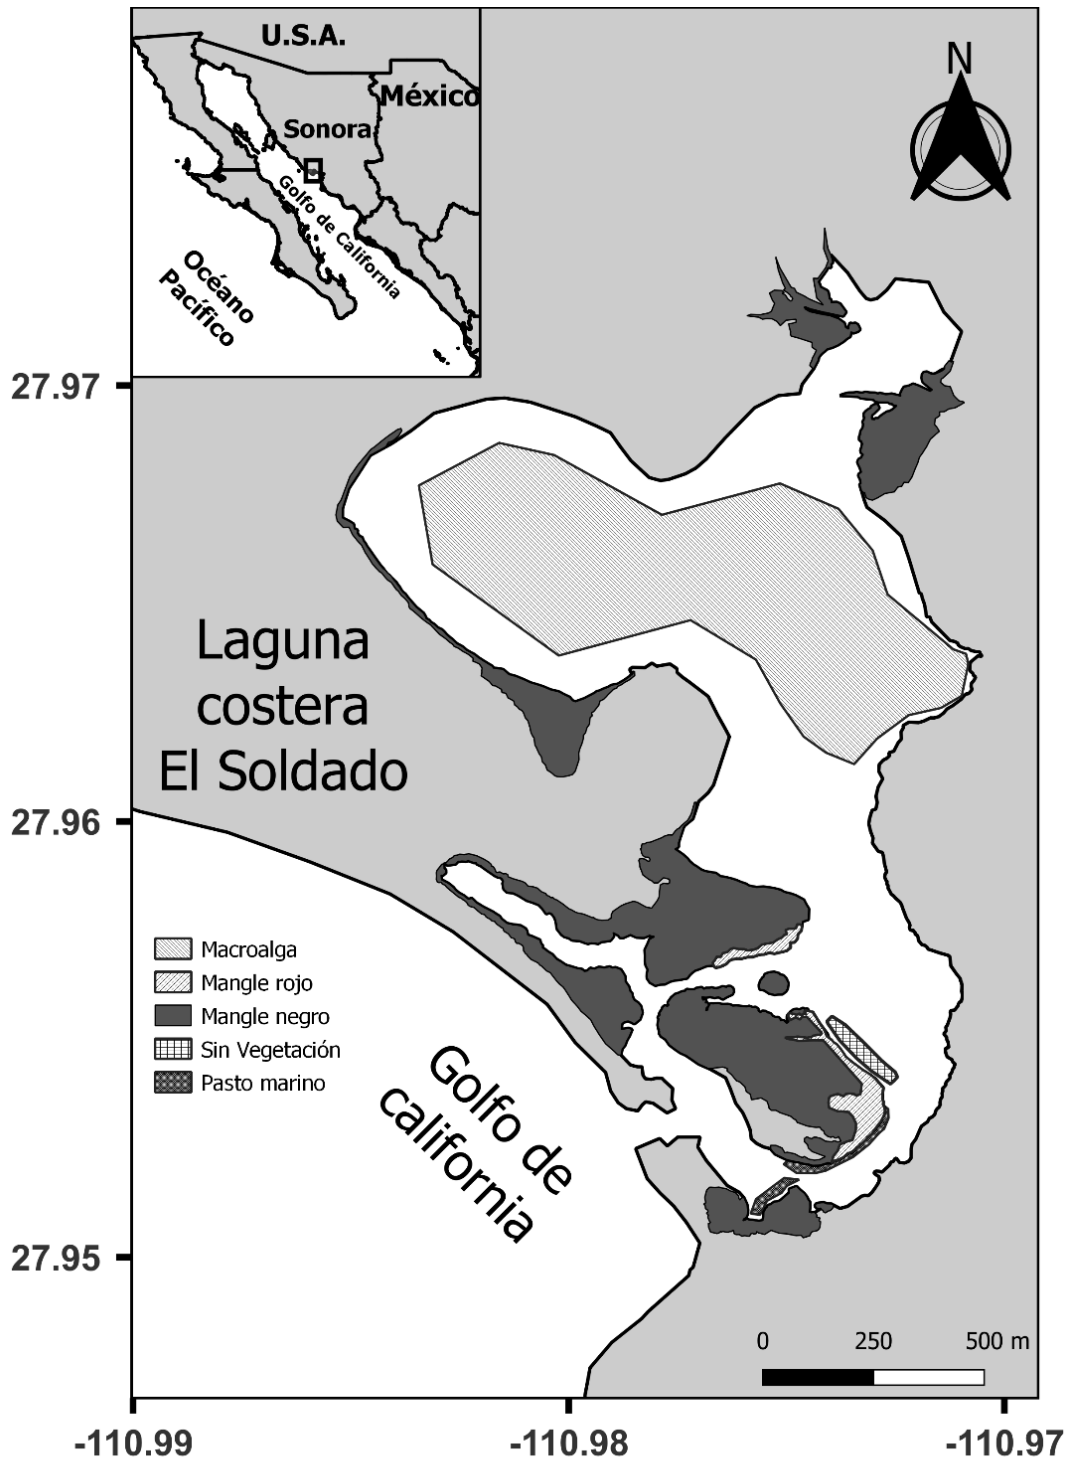 U.S.A.
México
Sonora
Golfo de California
Océano
Pacífico
N
27.97
Laguna
costera
El Soldado
27.96
Macroalga
Mangle rojo
Mangle negro
Sin Vegetación
Pasto marino
Golfo de
california
27.95
0 250 500 m
-110.99 -110.98 -110.97